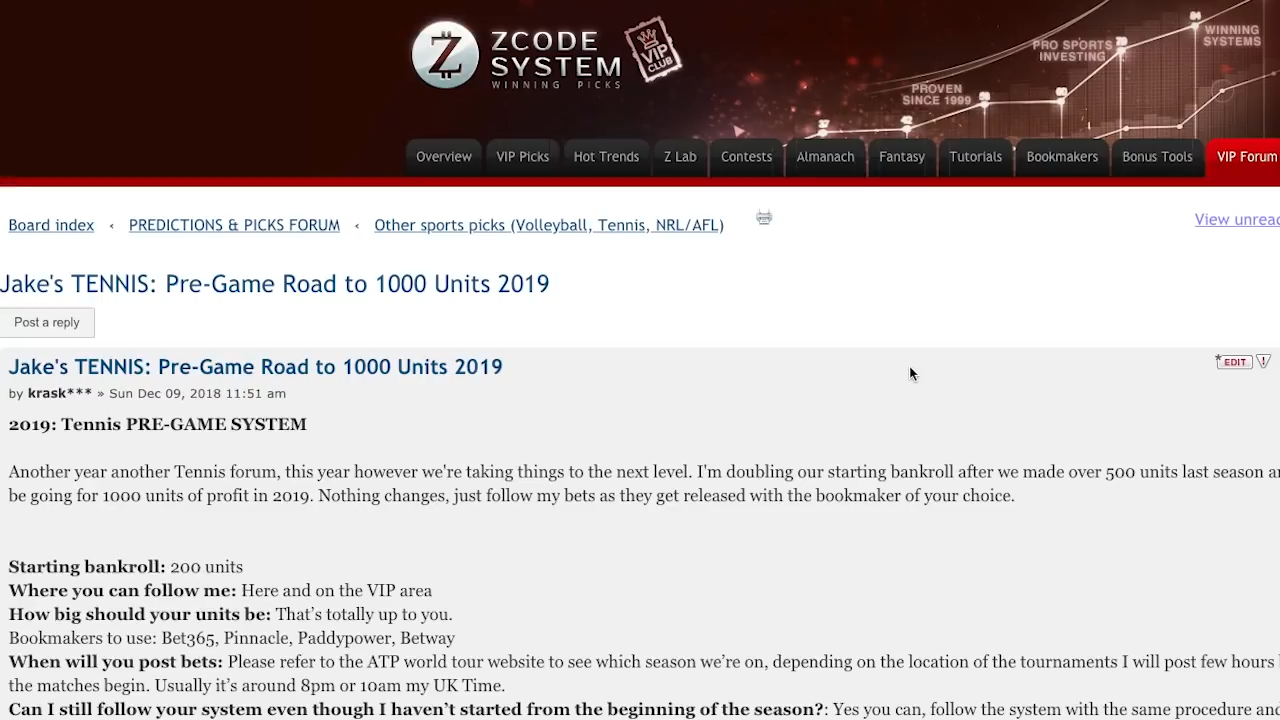 ZCODE
SYSTEM
WINNING PICKS
VIP
CLUB
PROVEN
SINCE 1999
PRO SPORTS
INVESTING
WINNING
SYSTEMS
Overview VIP Picks Hot Trends Z Lab Contests Almanach Fantasy Tutorials Bookmakers Bonus Tools VIP Forum
Board index ‹ PREDICTIONS & PICKS FORUM ‹ Other sports picks (Volleyball, Tennis, NRL/AFL)
View unread
Jake's TENNIS: Pre-Game Road to 1000 Units 2019
Post a reply
Jake's TENNIS: Pre-Game Road to 1000 Units 2019
*EDIT !
by krask*** » Sun Dec 09, 2018 11:51 am
2019: Tennis PRE-GAME SYSTEM
Another year another Tennis forum, this year however we're taking things to the next level. I'm doubling our starting bankroll after we made over 500 units last season
be going for 1000 units of profit in 2019. Nothing changes, just follow my bets as they get released with the bookmaker of your choice.
Starting bankroll: 200 units
Where you can follow me: Here and on the VIP area
How big should your units be: That's totally up to you.
Bookmakers to use: Bet365, Pinnacle, Paddypower, Betway
When will you post bets: Please refer to the ATP world tour website to see which season we're on, depending on the location of the tournaments I will post few hours
the matches begin. Usually it's around 8pm or 10am my UK Time.
Can I still follow your system even though I haven't started from the beginning of the season?: Yes you can, follow the system with the same procedure and